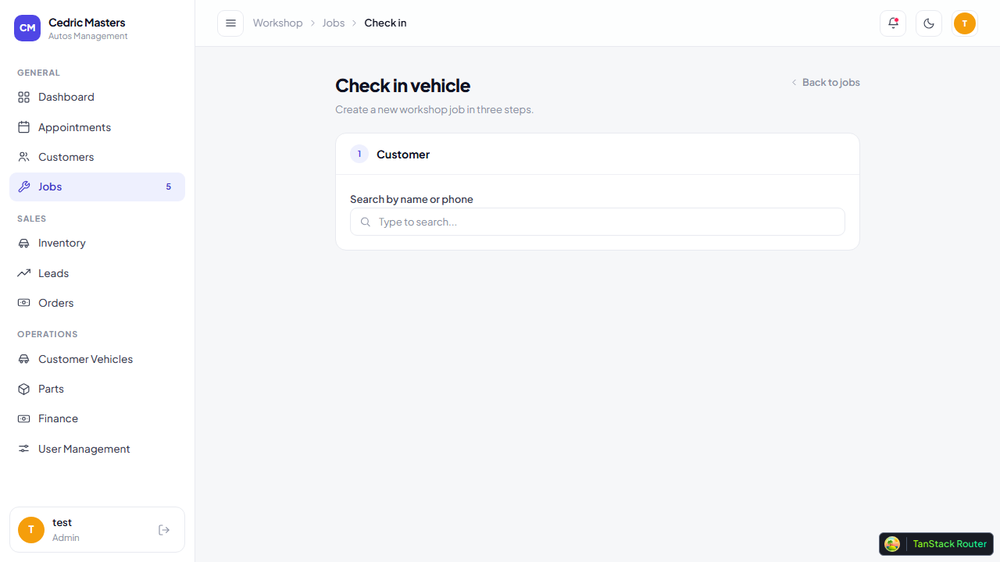 CM
Cedric Masters
Autos Management
GENERAL
Dashboard
Appointments
Customers
Jobs 5
SALES
Inventory
Leads
Orders
OPERATIONS
Customer Vehicles
Parts
Finance
User Management
T
test
Admin
Workshop Jobs Check in
T
Check in vehicle
Back to jobs
Create a new workshop job in three steps.
1 Customer
Search by name or phone
Type to search...
TanStack Router